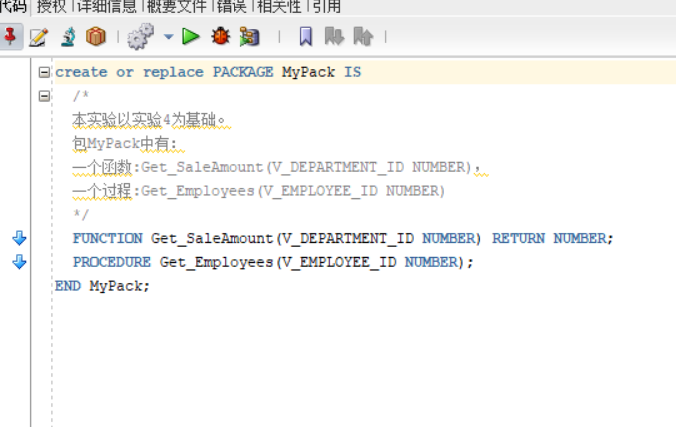 代码 授权 详细信息 概要文件 错误 相关性 引用
create or replace PACKAGE MyPack IS
/*
本实验以实验4为基础。
包MyPack中有:
一个函数:Get_SaleAmount(V_DEPARTMENT_ID NUMBER),
一个过程:Get_Employees(V_EMPLOYEE_ID NUMBER)
*/
FUNCTION Get_SaleAmount(V_DEPARTMENT_ID NUMBER) RETURN NUMBER;
PROCEDURE Get_Employees(V_EMPLOYEE_ID NUMBER);
END MyPack;